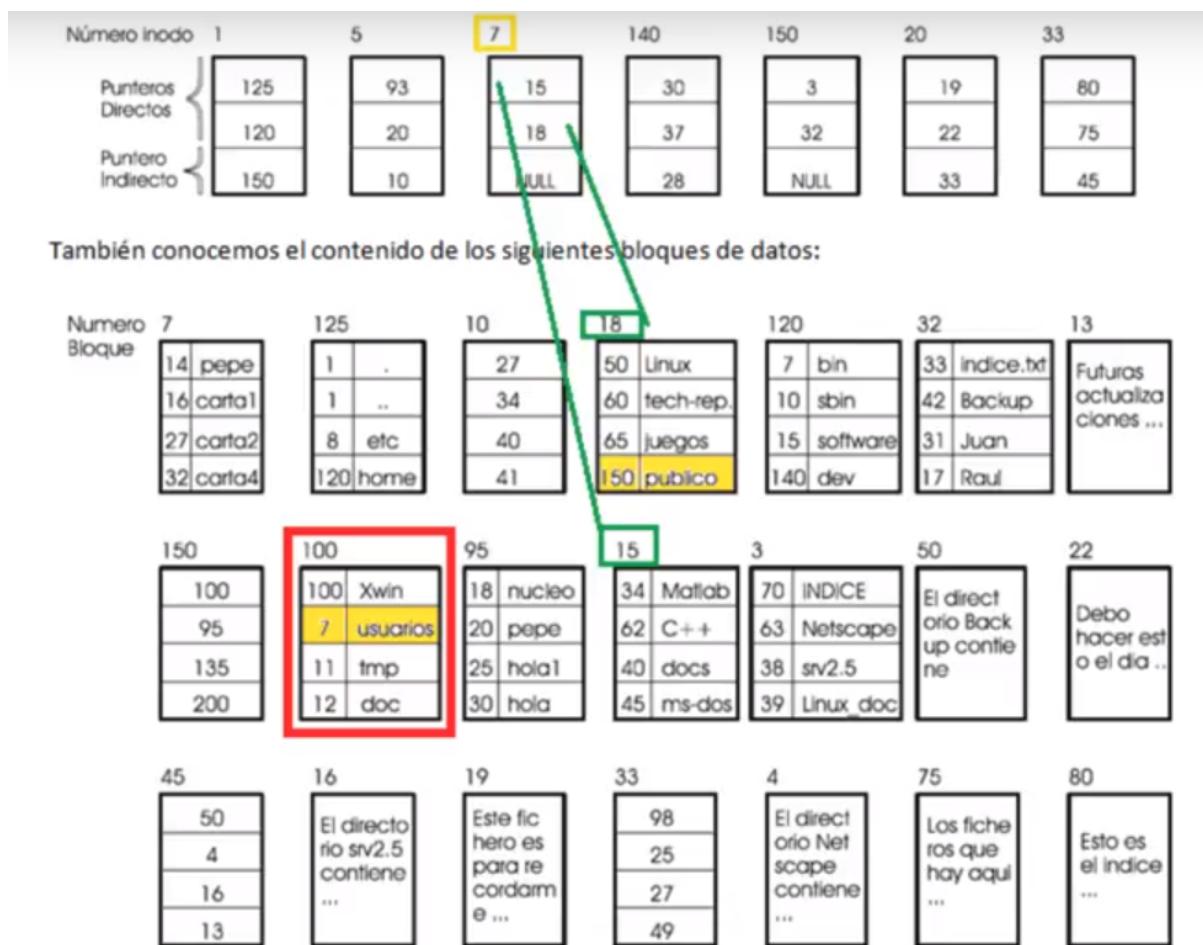 Número inodo 1 5 7 140 150 20 33
Punteros Directos
125 93 15 30 3 19 80
120 20 18 37 32 22 75
Puntero Indirecto
150 10 NULL 28 NULL 33 45
También conocemos el contenido de los siguientes bloques de datos:
Numero Bloque
7 125 10 18 120 32 13
14 pepe 1 . 27 50 Linux 7 bin 33 indice.txt Futuras
16 carta1 1 .. 34 60 tech-rep. 10 sbin 42 Backup actualiza
27 carta2 8 etc 40 65 juegos 15 software 31 Juan ciones ...
32 carta4 120 home 41 150 publico 140 dev 17 Raul
150 100 95 15 3 50 22
100 100 Xwin 18 nucleo 34 Matlab 70 INDICE El direct
95 7 usuarios 20 pepe 62 C++ 63 Netscape orio Back Debo
135 11 tmp 25 hola1 40 docs 38 srv2.5 up contie hacer est
200 12 doc 30 hola 45 ms-dos 39 Linux_doc ne o el dia ..
45 16 19 33 4 75 80
50 El directo Este fic 98 El direct Los fiche Esto es
4 rio srv2.5 hero es 25 orio Net ros que el indice
16 contiene para re 27 scape hay aqui ...
13 ... cordarm 49 contiene ...
e ... ...